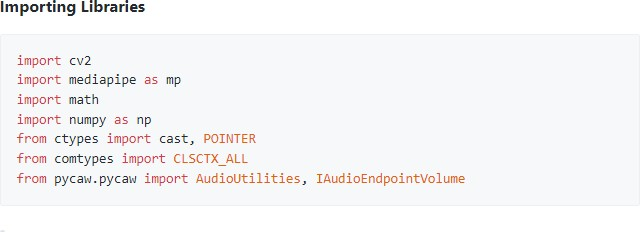 Importing Libraries
import cv2
import mediapipe as mp
import math
import numpy as np
from ctypes import cast, POINTER
from comtypes import CLSCTX_ALL
from pycaw.pycaw import AudioUtilities, IAudioEndpointVolume